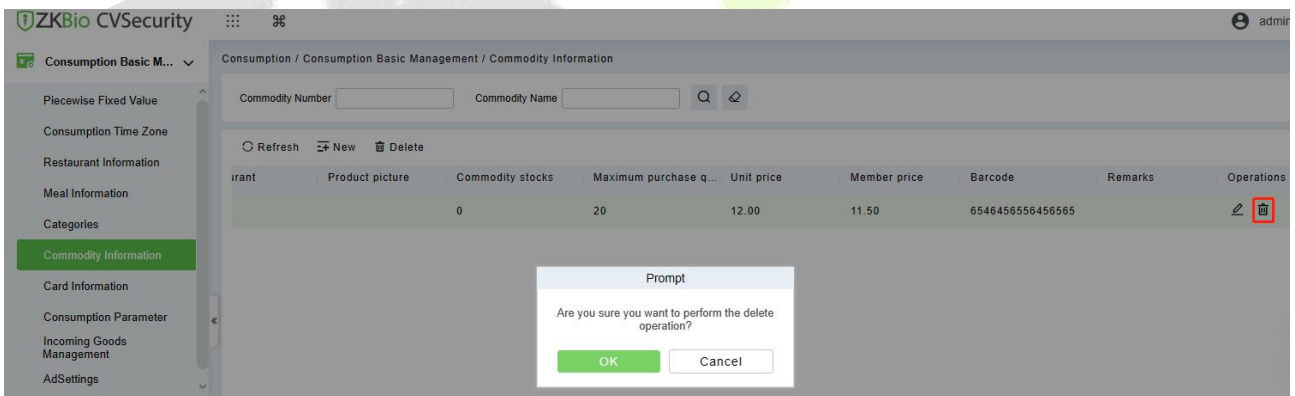 ZKBio CVSecurity
admin
Consumption Basic M...
Consumption / Consumption Basic Management / Commodity Information
Piecewise Fixed Value
Consumption Time Zone
Restaurant Information
Meal Information
Categories
Commodity Information
Card Information
Consumption Parameter
Incoming Goods
Management
AdSettings
Commodity Number
Commodity Name
Refresh New Delete
urant Product picture Commodity stocks Maximum purchase q... Unit price Member price Barcode Remarks Operations
0 20 12.00 11.50 6546456556456565
Prompt
Are you sure you want to perform the delete
operation?
OK Cancel